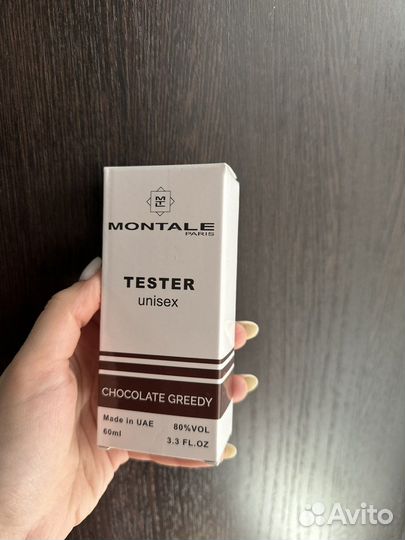 MONTALE
PARIS
TESTER
unisex
CHOCOLATE GREEDY
Made in UAE 80%VOL
60ml 3.3 FL.OZ
Avito